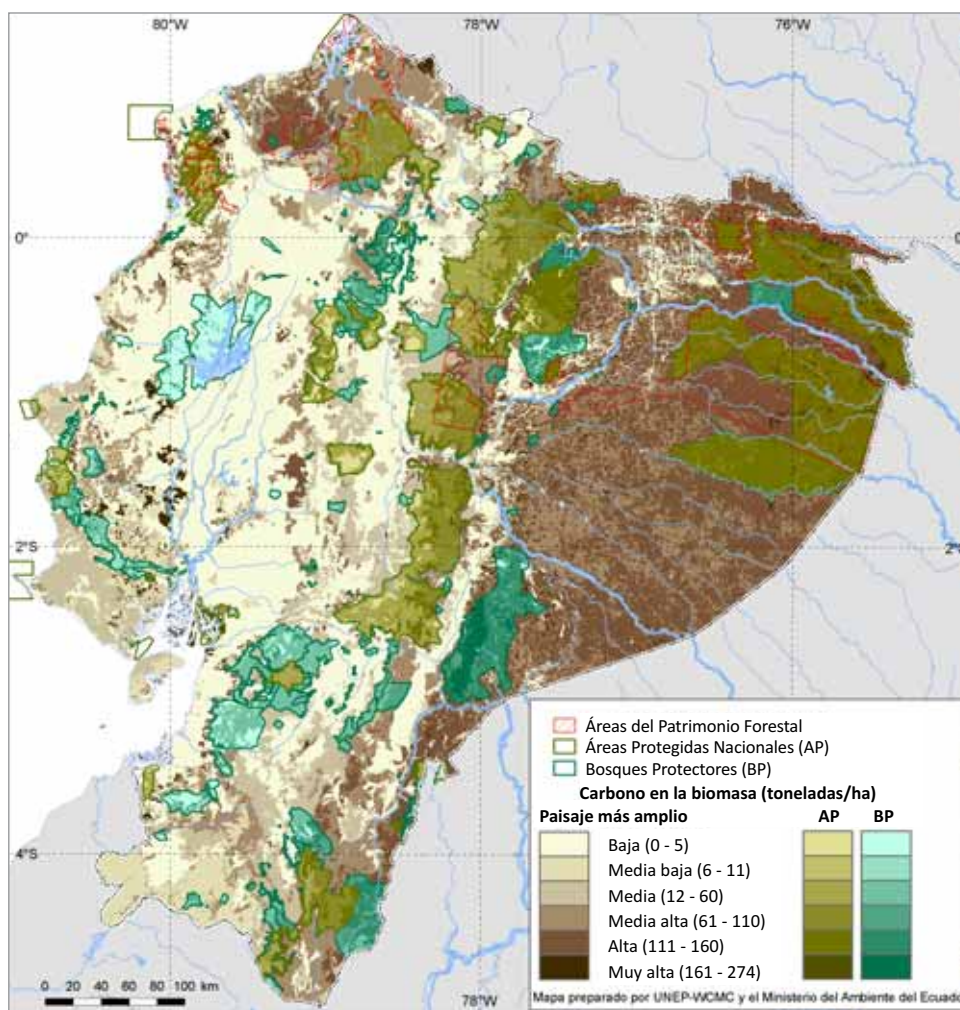 80°W 78°W 76°W
0° 0
2°S 2°
4°S
Áreas del Patrimonio Forestal
Áreas Protegidas Nacionales (AP)
Bosques Protectores (BP)
Carbono en la biomasa (toneladas/ha)
Paisaje más amplio AP BP
Baja (0 - 5)
Media baja (6 - 11)
Media (12 - 60)
Media alta (61 - 110)
Alta (111 - 160)
Muy alta (161 - 274)
0 20 40 60 80 100 km
78°W
Mapa preparado por UNEP-WCMC y el Ministerio del Ambiente del Ecuado